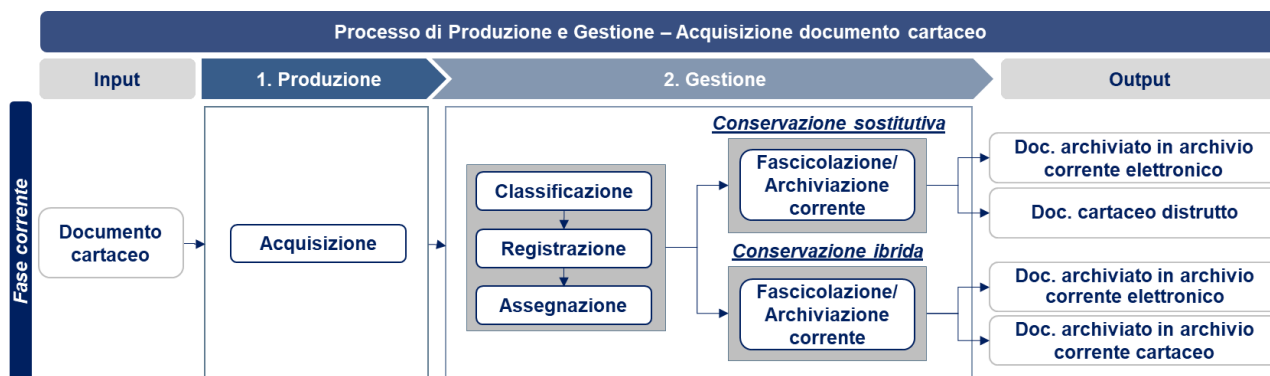 Processo di Produzione e Gestione – Acquisizione documento cartaceo
Input
1. Produzione
2. Gestione
Output
Fase corrente
Documento
cartaceo
Acquisizione
Classificazione
Registrazione
Assegnazione
Conservazione sostitutiva
Fascicolazione/
Archiviazione
corrente
Conservazione ibrida
Fascicolazione/
Archiviazione
corrente
Doc. archiviato in archivio
corrente elettronico
Doc. cartaceo distrutto
Doc. archiviato in archivio
corrente elettronico
Doc. archiviato in archivio
corrente cartaceo